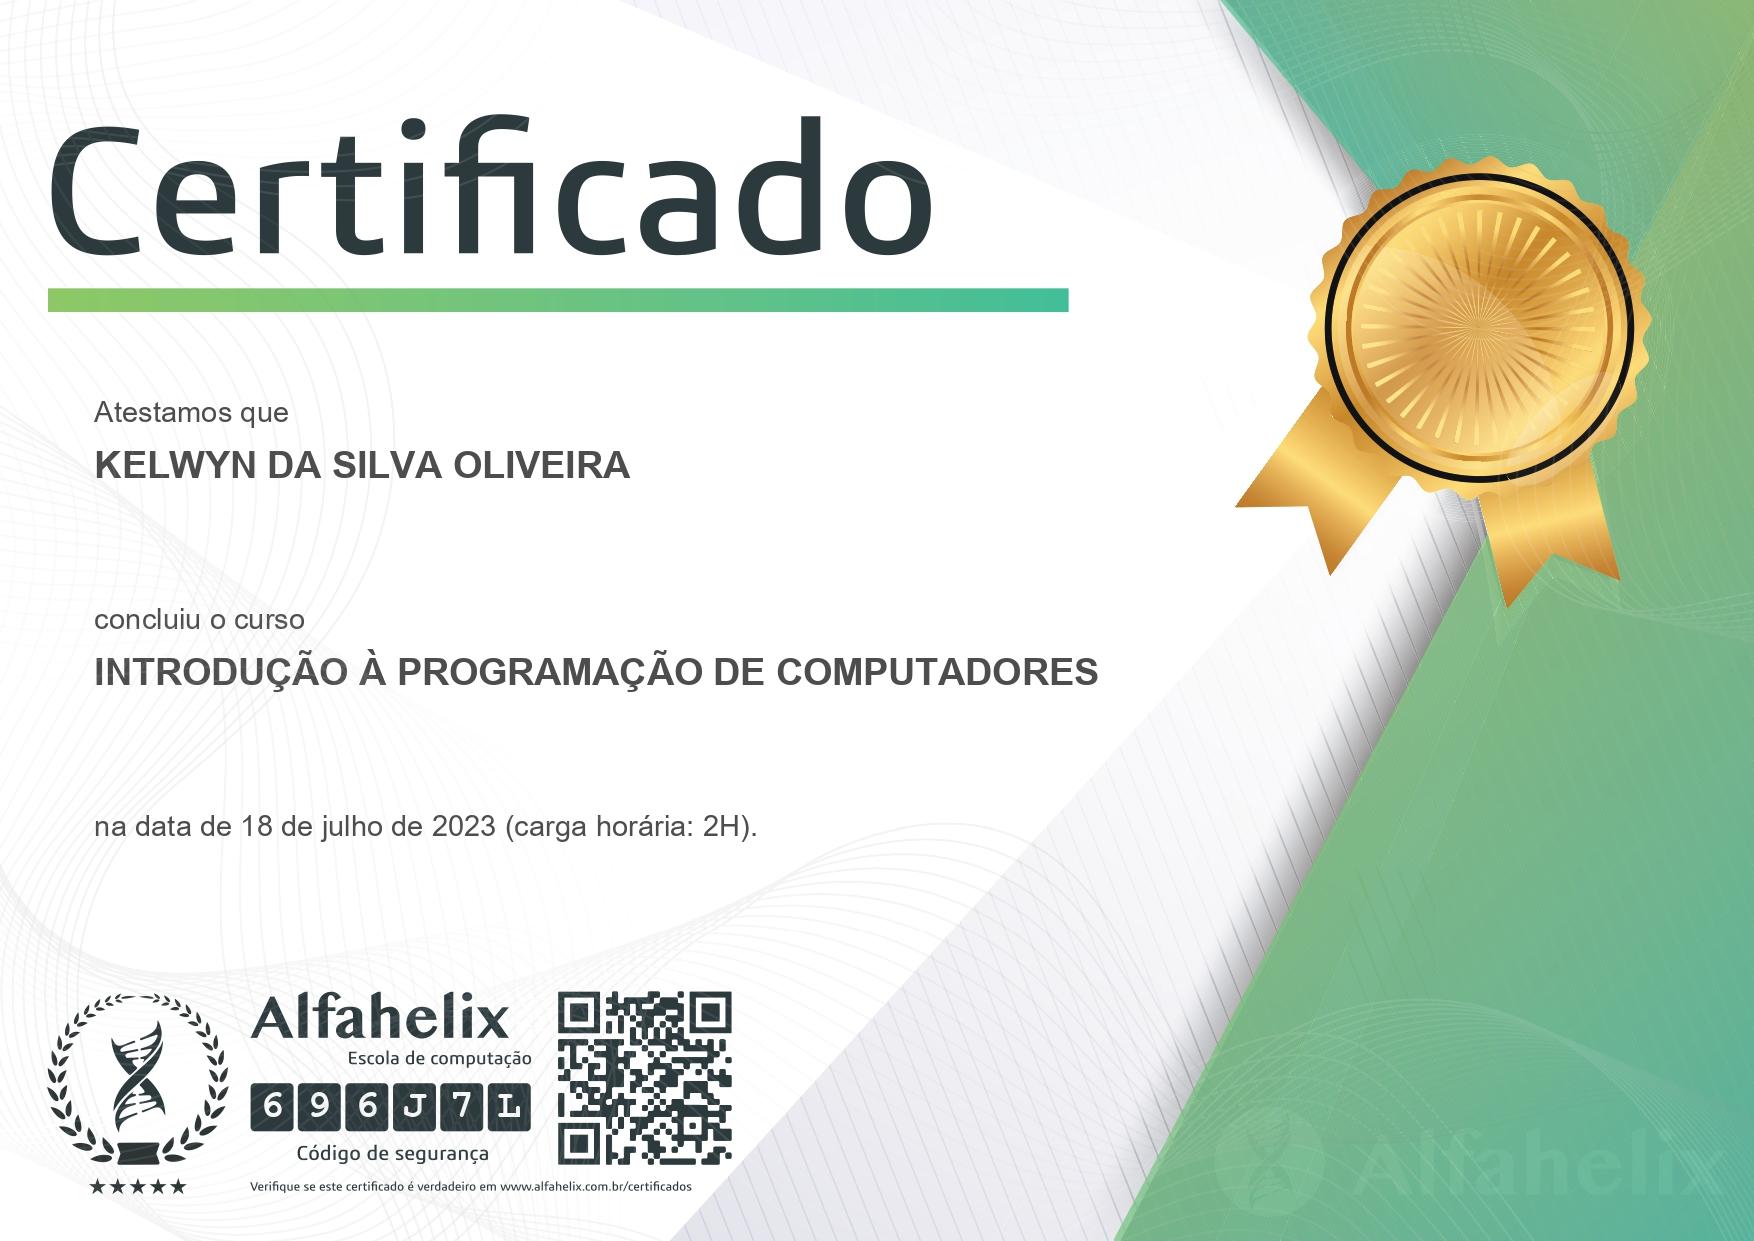 Certificado
Atestamos que
KELWYN DA SILVA OLIVEIRA
concluiu o curso
INTRODUÇÃO À PROGRAMAÇÃO DE COMPUTADORES
na data de 18 de julho de 2023 (carga horária: 2H).
Alfahelix
Escola de computação
696J7L
Código de segurança
Verifique se este certificado é verdadeiro em www.alfahelix.com.br/certificados
Alfahelix